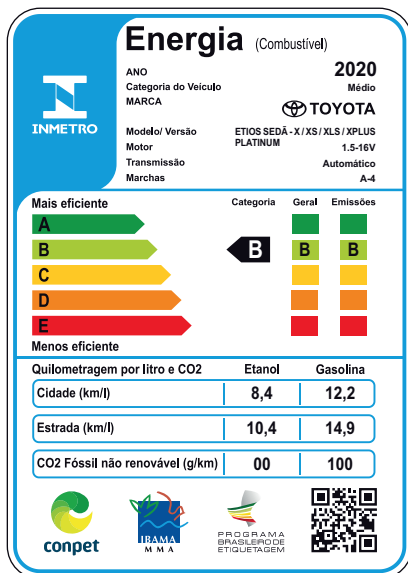 Energia (Combustível)
INMETRO
ANO 2020
Categoria do Veículo Médio
MARCA TOYOTA
Modelo/ Versão ETIOS SEDÃ - X / XS / XLS / XPLUS
PLATINUM
Motor 1.5-16V
Transmissão Automático
Marchas A-4
Mais eficiente Categoria Geral Emissões
A
B B B B
C
D
E
Menos eficiente
Quilometragem por litro e CO2 Etanol Gasolina
Cidade (km/l) 8,4 12,2
Estrada (km/l) 10,4 14,9
CO2 Fóssil não renovável (g/km) 00 100
conpet
IBAMA
MMA
PROGRAMA
BRASILEIRO DE
ETIQUETAGEM